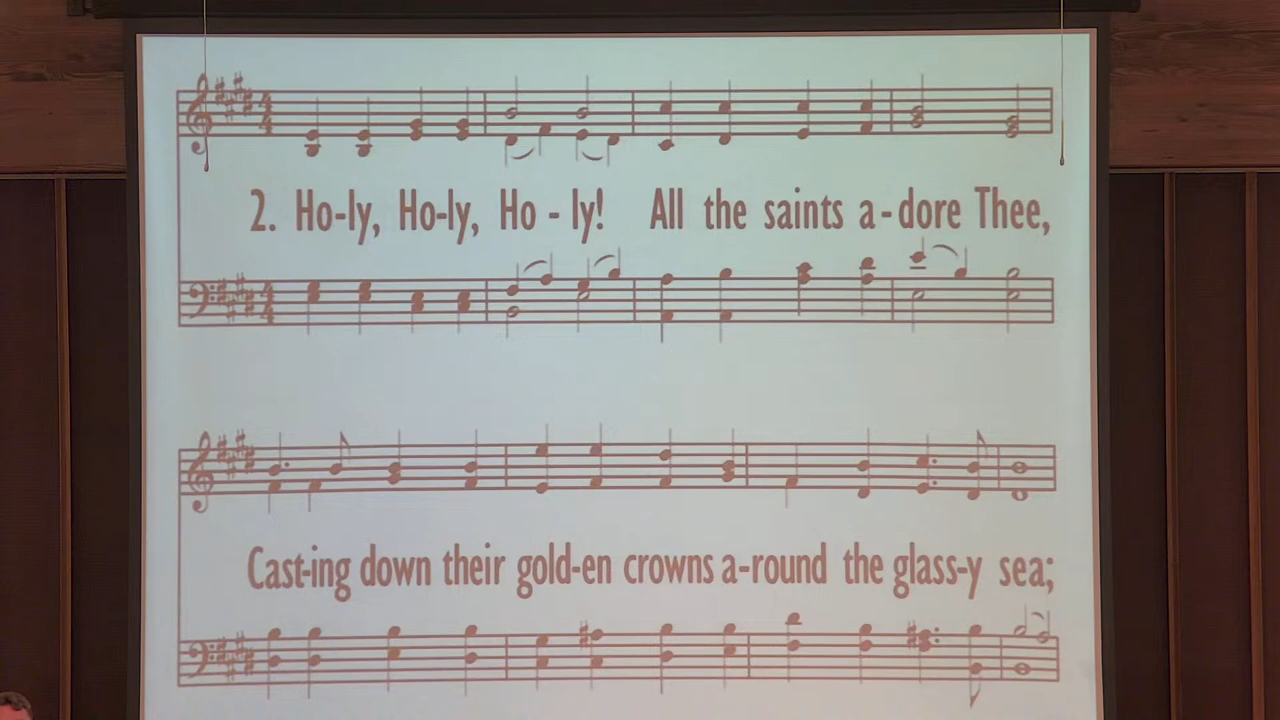 2. Ho-ly, Ho-ly, Ho - ly! All the saints a - dore Thee,
Cast-ing down their gold-en crowns a-round the glass-y sea;